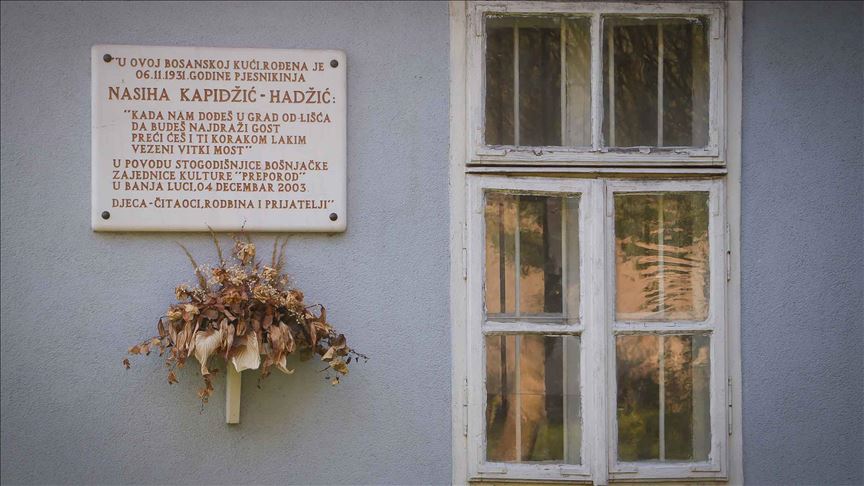 "U OVOJ BOSANSKOJ KUĆI, ROĐENA JE
06.11.1931. GODINE PJESNIKINJA
NASIHA KAPIDŽIĆ - HADŽIĆ:
"KADA NAM DOĐEŠ U GRAD OD LIŠĆA
DA BUDEŠ NAJDRAŽI GOST
PREĆI ĆEŠ I TI KORAKOM LAKIM
VEZENI VITKI MOST"
U POVODU STOGODIŠNJICE BOŠNJAČKE
ZAJEDNICE KULTURE "PREPOROD"
U BANJA LUCI, 04 DECEMBAR 2003.
DJECA-ČITAOCI, RODBINA I PRIJATELJI"